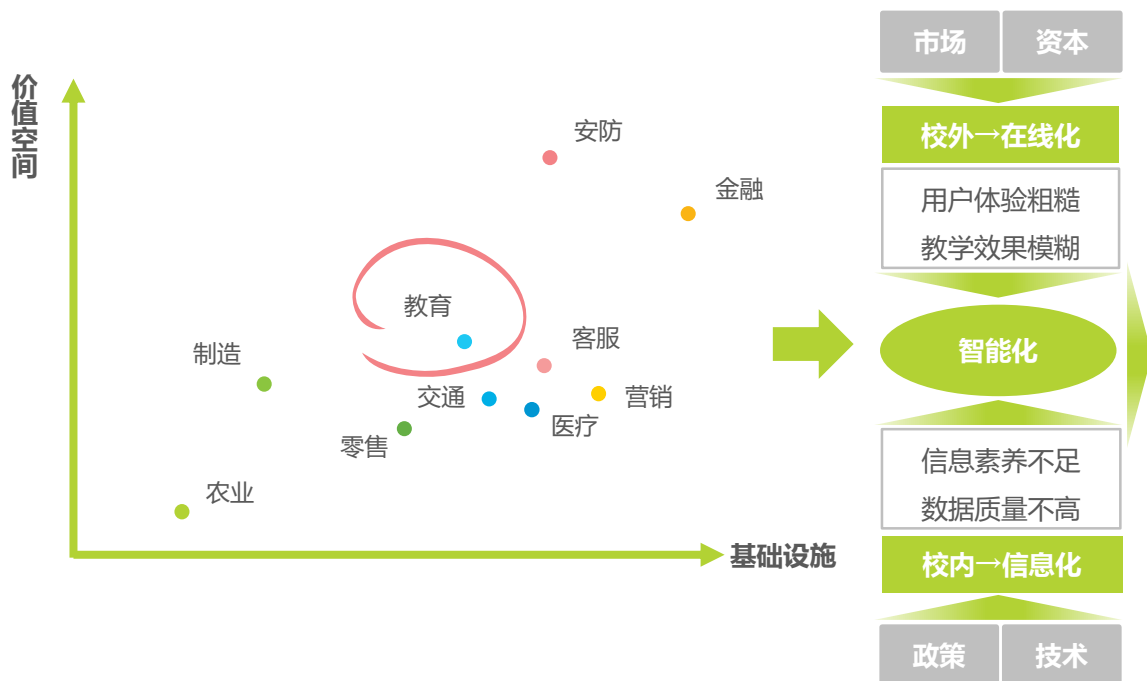 价值空间
安防
金融
教育
客服
制造
交通
营销
医疗
零售
农业
基础设施
市场
资本
校外→在线化
用户体验粗糙
教学效果模糊
智能化
信息素养不足
数据质量不高
校内→信息化
政策
技术